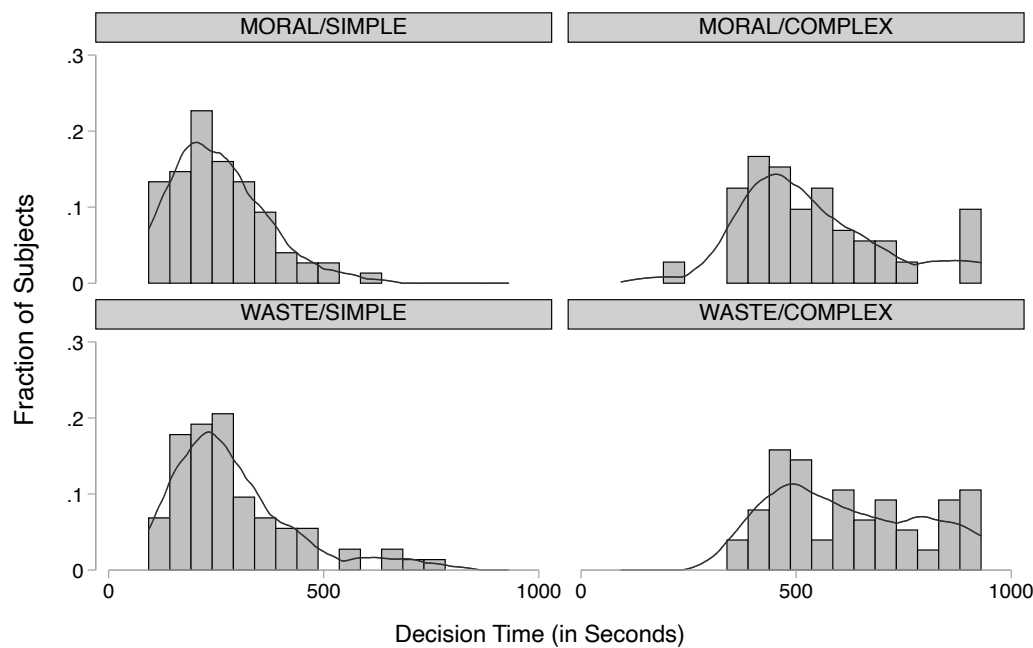 MORAL/SIMPLE
MORAL/COMPLEX
.3
.2
.1
0
WASTE/SIMPLE
WASTE/COMPLEX
.3
.2
.1
0
0
500
1000
0
500
1000
Fraction of Subjects
Decision Time (in Seconds)